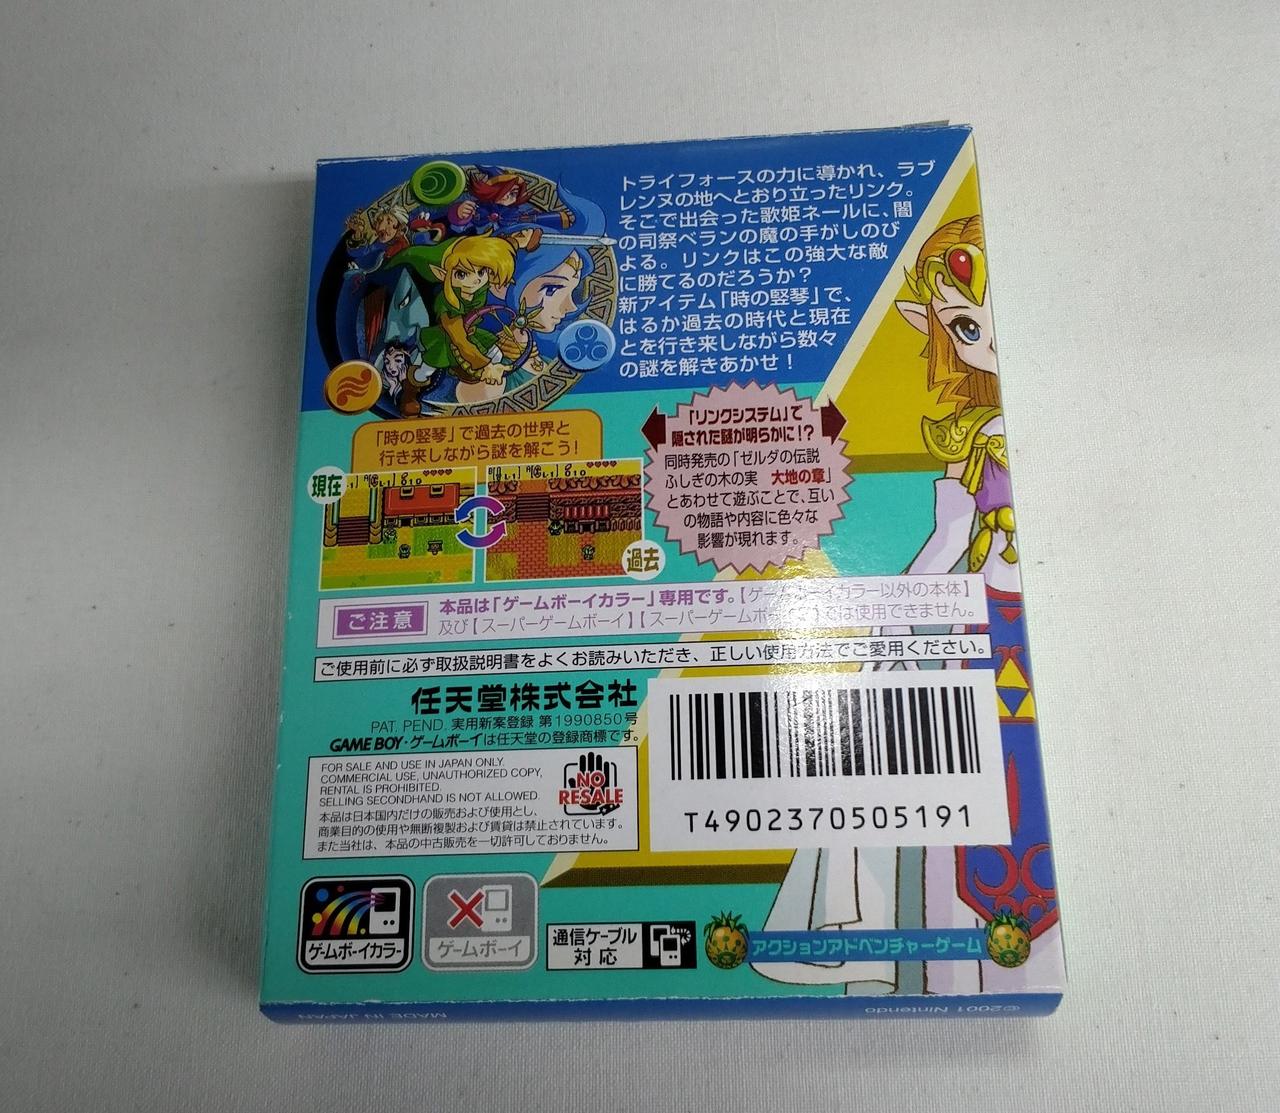 トライフォースの力に導かれ、ラブ
レンヌの地へとおり立ったリンク。
そこで出会った歌姫ネールに、闇
の司祭ベランの魔の手がしのび
よる。リンクはこの強大な敵
に勝てるのだろうか?
新アイテム「時の竪琴」で、
はるか過去の時代と現在
とを行き来しながら数々
の謎を解きあかせ!
「時の竪琴」で過去の世界と
行き来しながら謎を解こう!
現在
過去
「リンクシステム」で
隠された謎が明らかに!?
同時発売の「ゼルダの伝説
ふしぎの木の実 大地の章」
とあわせて遊ぶことで、互い
の物語や内容に色々な
影響が現れます。
ご注意
本品は「ゲームボーイカラー」専用です。【ゲームボーイカラー以外の本体】
及び【スーパーゲームボーイ】【スーパーゲームボーイ2】では使用できません。
ご使用前に必ず取扱説明書をよくお読みいただき、正しい使用方法でご愛用ください。
任天堂株式会社
PAT. PEND. 実用新案登録 第1990850号
GAME BOY・ゲームボーイは任天堂の登録商標です。
FOR SALE AND USE IN JAPAN ONLY.
COMMERCIAL USE, UNAUTHORIZED COPY,
RENTAL IS PROHIBITED.
SELLING SECONDHAND IS NOT ALLOWED.
本品は日本国内だけの販売および使用とし、
商業目的の使用や無断複製および賃貸は禁止されています。
また当社は、本品の中古販売を一切許可しておりません。
NO
RESALE
T4902370505191
ゲームボーイカラー
ゲームボーイ
通信ケーブル
対応
アクションアドベンチャーゲーム
MADE IN JAPAN
©2001 Nintendo